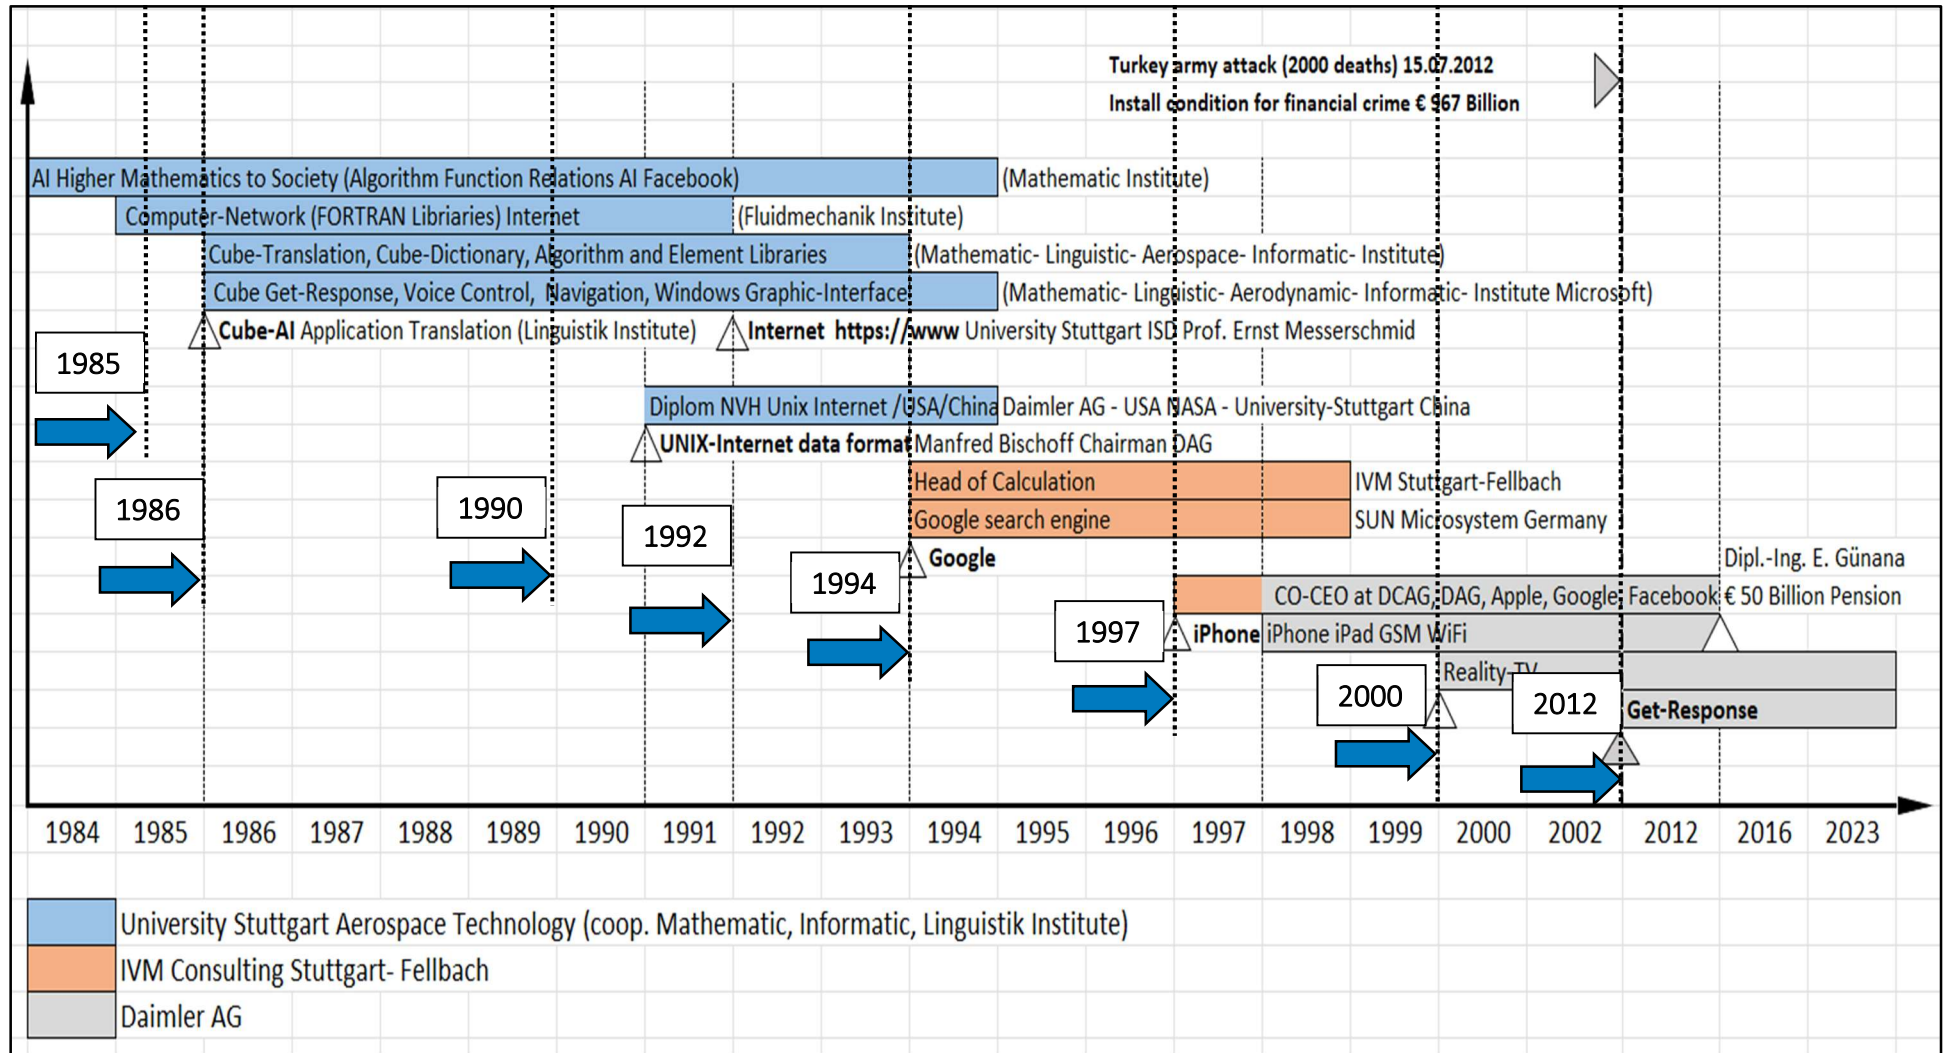 Turkey army attack (2000 deaths) 15.07.2012
Install condition for financial crime € 967 Billion
AI Higher Mathematics to Society (Algorithm Function Relations AI Facebook) (Mathematic Institute)
Computer-Network (FORTRAN Libriaries) Internet (Fluidmechanik Institute)
Cube-Translation, Cube-Dictionary, Algorithm and Element Libraries (Mathematic- Linguistic- Aerospace- Informatic- Institute)
Cube Get-Response, Voice Control, Navigation, Windows Graphic-Interface (Mathematic- Linguistic- Aerodynamic- Informatic- Institute Microsoft)
Cube-AI Application Translation (Linguistik Institute) Internet https://www University Stuttgart ISD Prof. Ernst Messerschmid
1985
Diplom NVH Unix Internet /USA/China Daimler AG - USA NASA - University-Stuttgart China
UNIX-Internet data format Manfred Bischoff Chairman DAG
Head of Calculation IVM Stuttgart-Fellbach
1986
1990
Google search engine SUN Microsystem Germany
1992
Google Dipl.-Ing. E. Günana
1994
CO-CEO at DCAG, DAG, Apple, Google, Facebook € 50 Billion Pension
1997
iPhone iPhone iPad GSM WiFi
Reality-TV
2000
2012
Get-Response
1984 1985 1986 1987 1988 1989 1990 1991 1992 1993 1994 1995 1996 1997 1998 1999 2000 2002 2012 2016 2023
University Stuttgart Aerospace Technology (coop. Mathematic, Informatic, Linguistik Institute)
IVM Consulting Stuttgart- Fellbach
Daimler AG